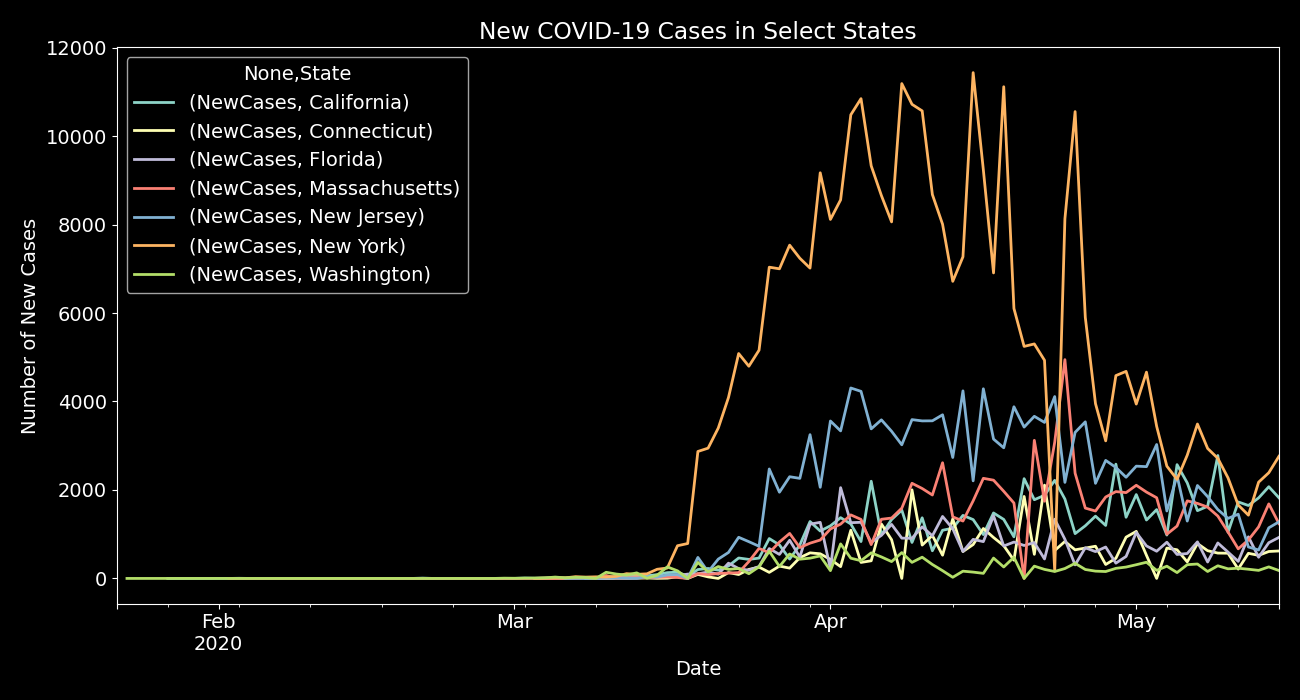 New COVID-19 Cases in Select States
12000
10000
8000
6000
4000
2000
0
Number of New Cases
None,State
(NewCases, California)
(NewCases, Connecticut)
(NewCases, Florida)
(NewCases, Massachusetts)
(NewCases, New Jersey)
(NewCases, New York)
(NewCases, Washington)
Feb
2020
Mar
Apr
May
Date